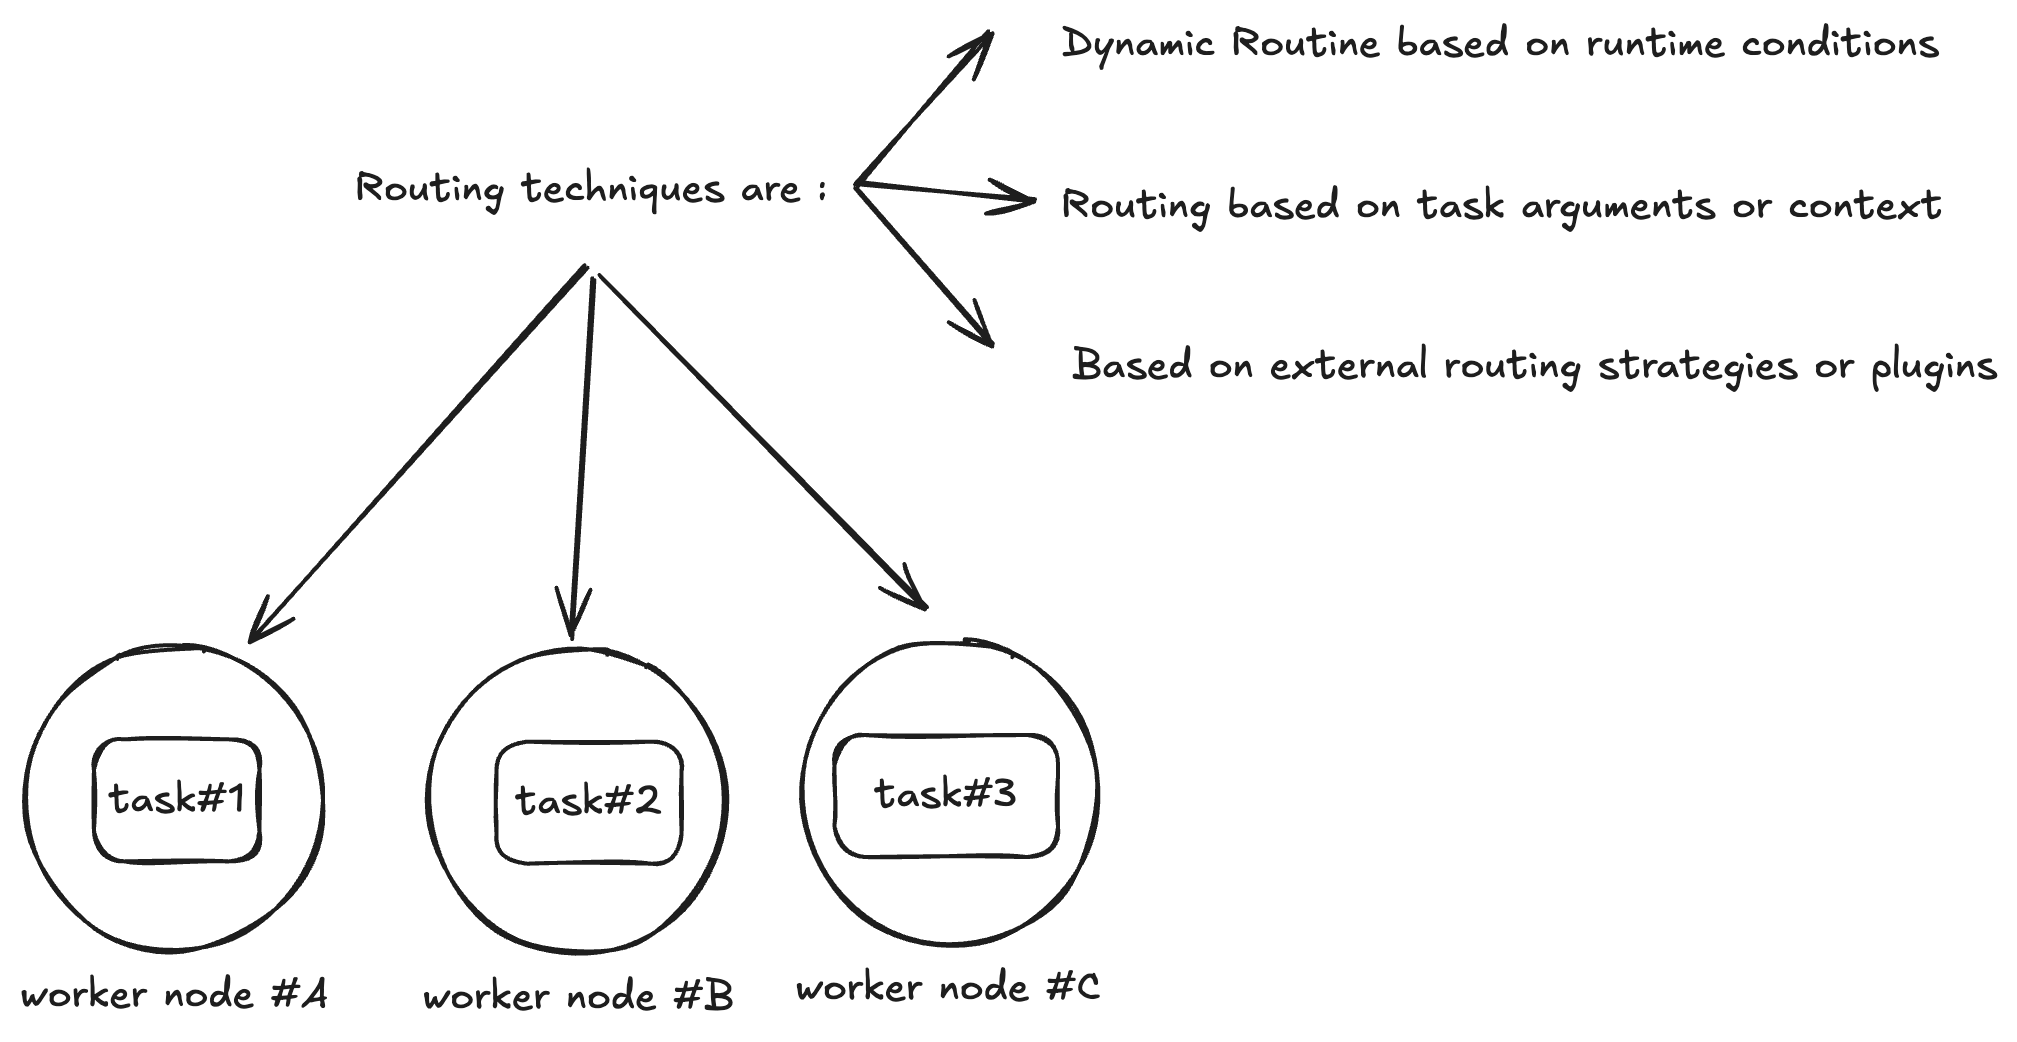 Dynamic Routine based on runtime conditions
Routing techniques are :
Routing based on task arguments or context
Based on external routing strategies or plugins
task#1
task#2
task#3
worker node #A
worker node #B
worker node #C